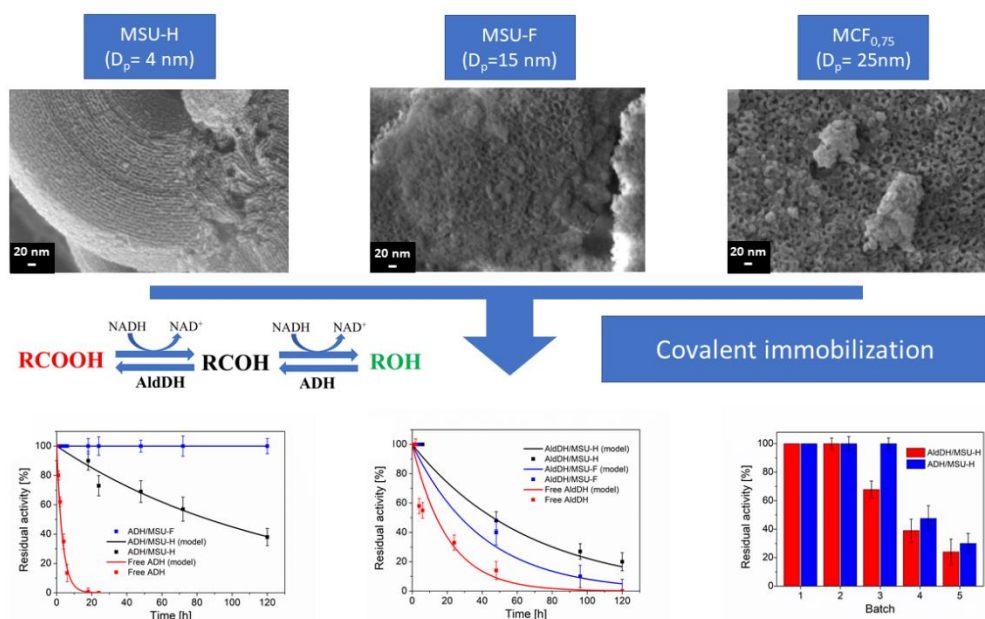 MSU-H
(Dp= 4 nm)
MSU-F
(Dp=15 nm)
MCF0,75
(Dp= 25nm)
20 nm
20 nm
20 nm
NADH NAD+ NADH NAD+
RCOOH RCOH ROH
AldDH ADH
Covalent immobilization
Residual activity [%]
100
80
60
40
20
0
ADH/MSU-F
ADH/MSU-H (model)
ADH/MSU-H
Free ADH (model)
Free ADH
0 20 40 60 80 100 120
Time [h]
Residual activity [%]
100
80
60
40
20
0
AldDH/MSU-H (model)
AldDH/MSU-H
AldDH/MSU-F (model)
AldDH/MSU-F
Free AldDH (model)
Free AldDH
0 20 40 60 80 100 120
Time [h]
Residual activity [%]
100
80
60
40
20
0
AldDH/MSU-H
ADH/MSU-H
1 2 3 4 5
Batch